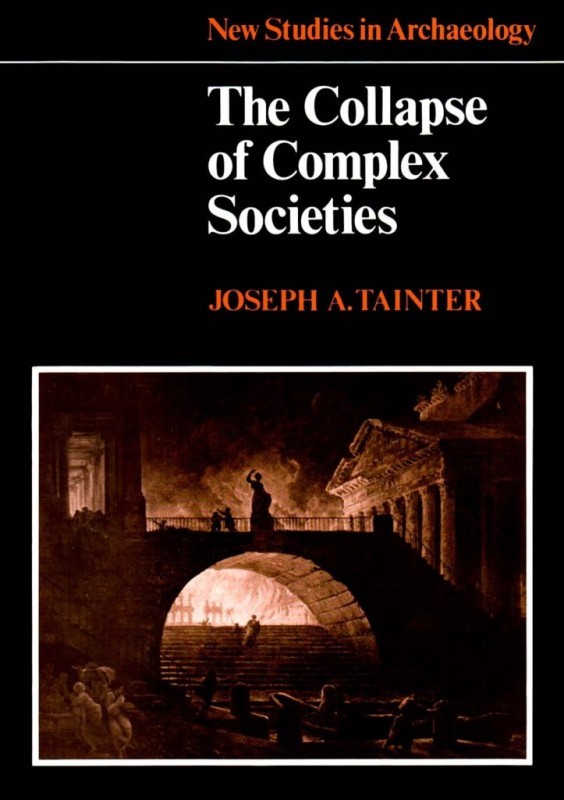 New Studies in Archaeology
The Collapse
of Complex
Societies
JOSEPH A. TAINTER